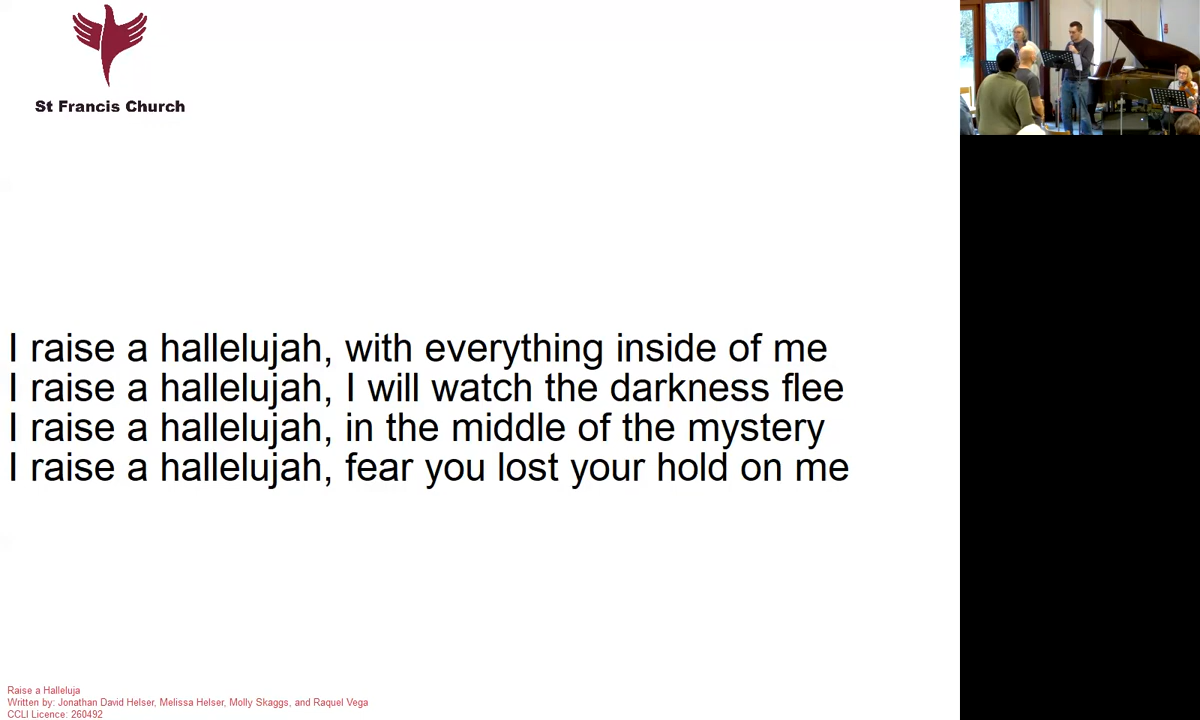 St Francis Church
I raise a hallelujah, with everything inside of me
I raise a hallelujah, I will watch the darkness flee
I raise a hallelujah, in the middle of the mystery
I raise a hallelujah, fear you lost your hold on me
Raise a Halleluja
Written by: Jonathan David Helser, Melissa Helser, Molly Skaggs, and Raquel Vega
CCLI Licence: 260492